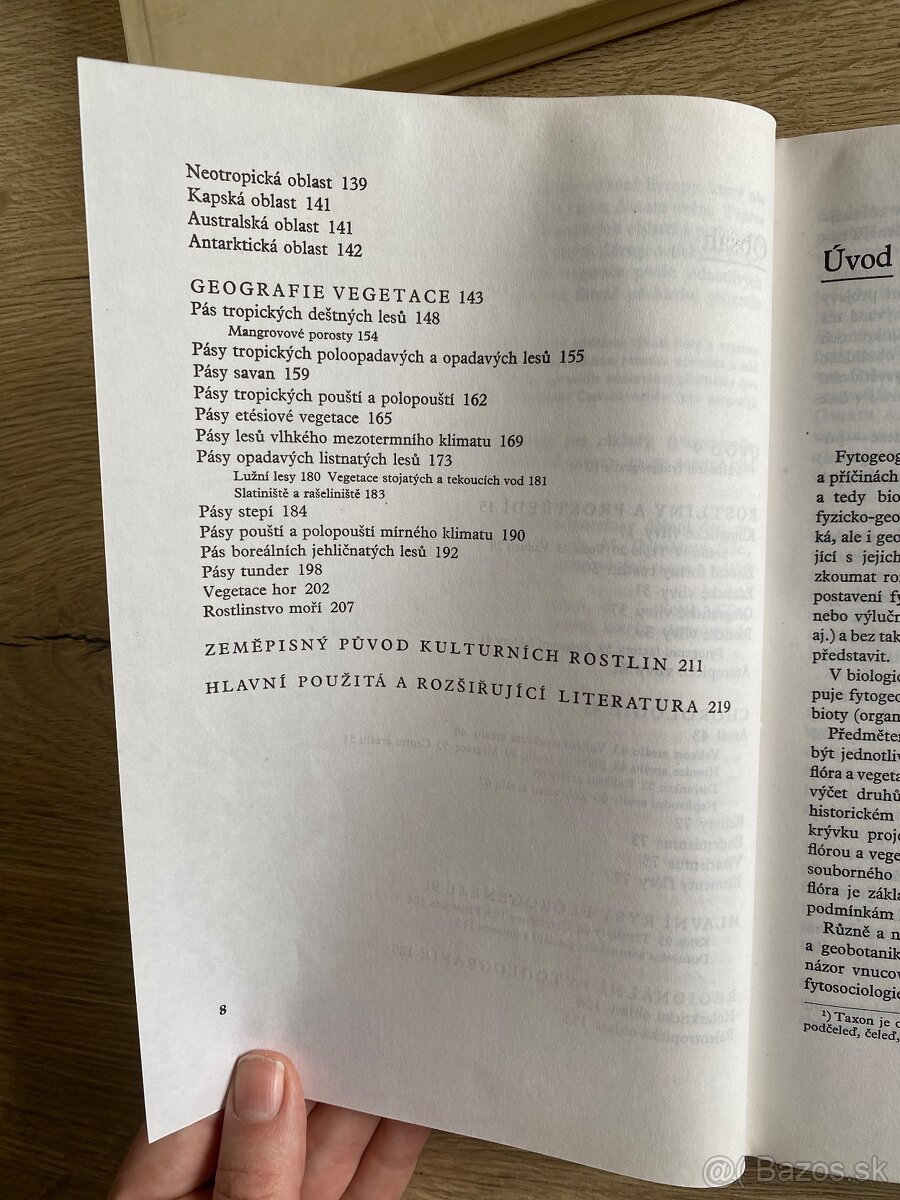 Neotropická oblast 139
Kapská oblast 141
Australská oblast 141
Antarktická oblast 142
GEOGRAFIE VEGETACE 143
Pás tropických deštných lesů 148
Mangrovové porosty 154
Pásy tropických poloopadavých a opadavých lesů 155
Pásy savan 159
Pásy tropických pouští a polopouští 162
Pásy etésiové vegetace 165
Pásy lesů vlhkého mezotermního klimatu 169
Pásy opadavých listnatých lesů 173
Lužní lesy 180 Vegetace stojatých a tekoucích vod 181
Slatiniště a rašeliniště 183
Pásy stepí 184
Pásy pouští a polopouští mírného klimatu 190
Pás boreálních jehličnatých lesů 192
Pásy tunder 198
Vegetace hor 202
Rostlinstvo moří 207
ZEMĚPISNÝ PŮVOD KULTURNÍCH ROSTLIN 211
HLAVNÍ POUŽITÁ A ROZŠIŘUJÍCÍ LITERATURA 219
8
Úvod
Fytogeog
a příčinách
a tedy bio
fyzicko-geo
ká, ale i geo
jící s jejich
zkoumat roz
postavení fy
nebo výlučn
aj.) a bez tak
představit.
V biologic
puje fytogeo
bioty (organ
Předměten
být jednotliv
flóra a vegeta
výčet druhů
historickém
krývku proje
flórou a vege
souborného
flóra je zákla
podmínkám
Různě a n
a geobotanik
názor vnucov
fytosociologie
¹) Taxon je o
podčeleď, čeleď,
@ Bazos.sk